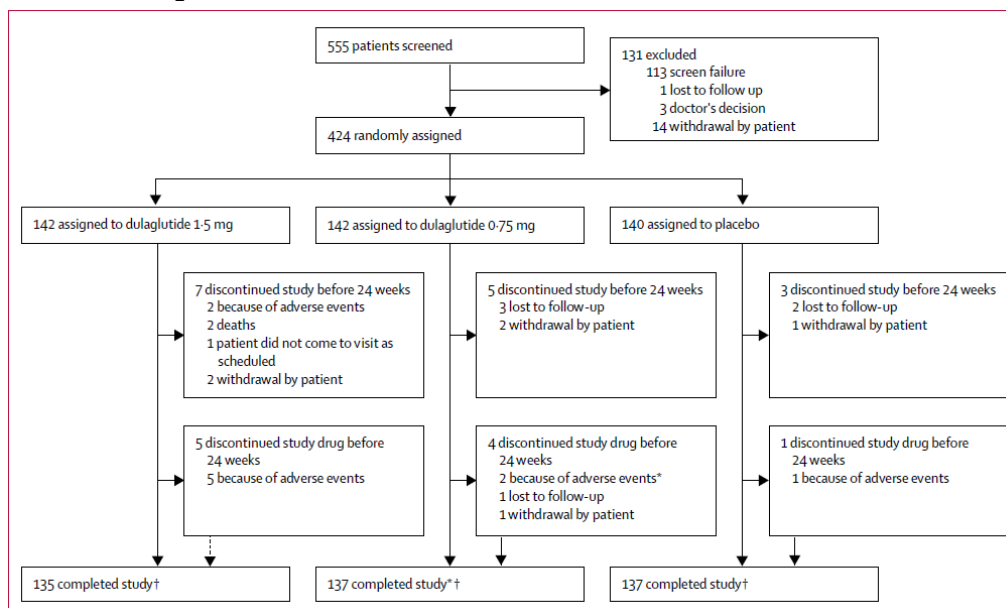 555 patients screened
131 excluded
113 screen failure
1 lost to follow up
3 doctor's decision
14 withdrawal by patient
424 randomly assigned
142 assigned to dulaglutide 1·5 mg
142 assigned to dulaglutide 0·75 mg
140 assigned to placebo
7 discontinued study before 24 weeks
2 because of adverse events
2 deaths
1 patient did not come to visit as
scheduled
2 withdrawal by patient
5 discontinued study before 24 weeks
3 lost to follow-up
2 withdrawal by patient
3 discontinued study before 24 weeks
2 lost to follow-up
1 withdrawal by patient
5 discontinued study drug before
24 weeks
5 because of adverse events
4 discontinued study drug before
24 weeks
2 because of adverse events*
1 lost to follow-up
1 withdrawal by patient
1 discontinued study drug before
24 weeks
1 because of adverse events
135 completed study†
137 completed study*†
137 completed study†